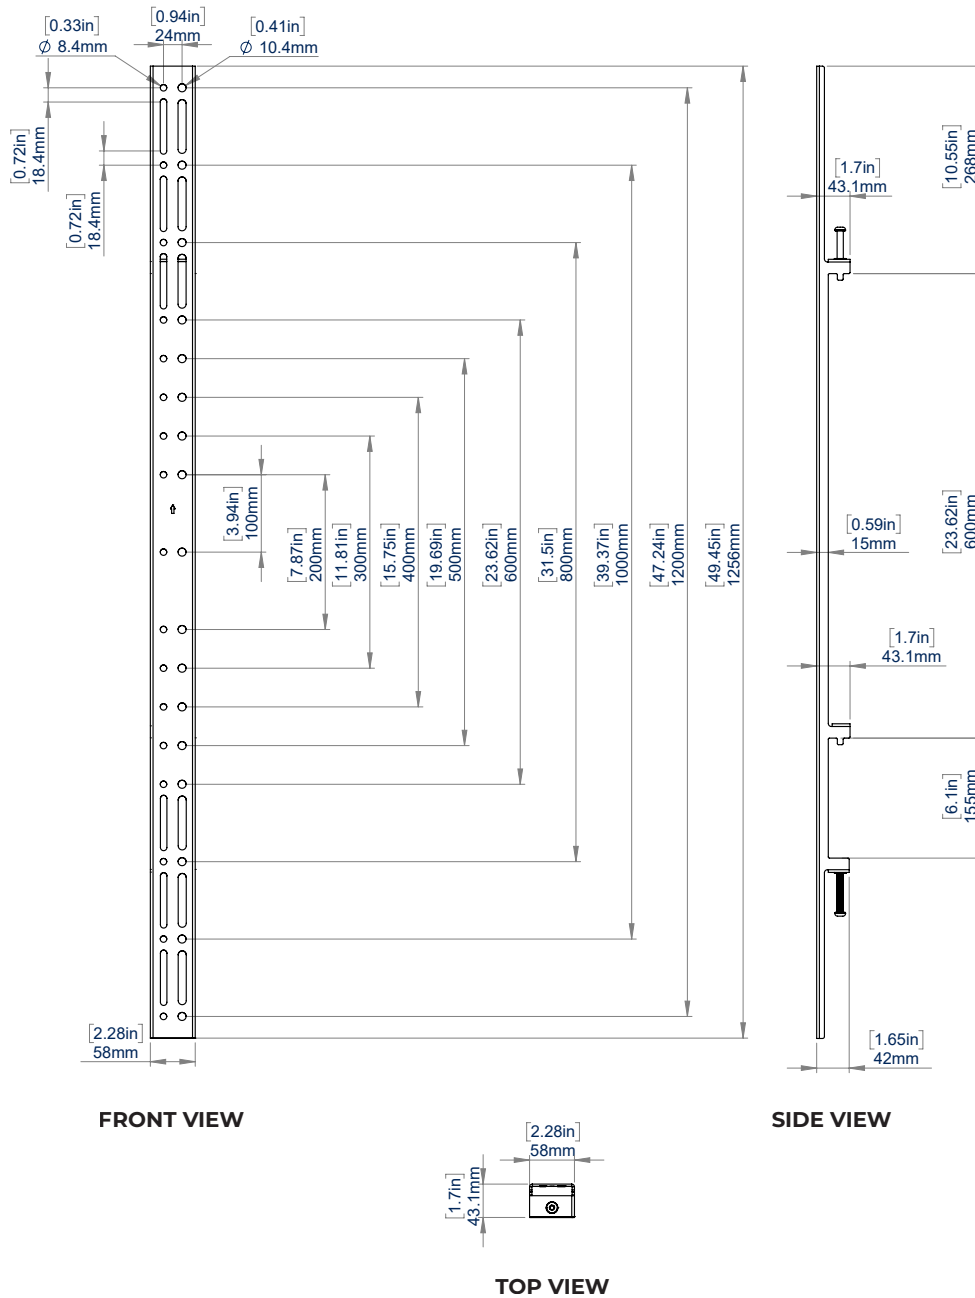 [0.33in]
Ø 8.4mm
[0.94in]
24mm
[0.41in]
Ø 10.4mm
[0.72in]
18.4mm
[0.72in]
18.4mm
[3.94in]
100mm
[7.87in]
200mm
[11.81in]
300mm
[15.75in]
400mm
[19.69in]
500mm
[23.62in]
600mm
[31.5in]
800mm
[39.37in]
1000mm
[47.24in]
1200mm
[49.45in]
1256mm
[2.28in]
58mm
FRONT VIEW
[10.55in]
268mm
[1.7in]
43.1mm
[23.62in]
600mm
[0.59in]
15mm
[1.7in]
43.1mm
[6.1in]
155mm
[1.65in]
42mm
SIDE VIEW
[2.28in]
58mm
[1.7in]
43.1mm
TOP VIEW